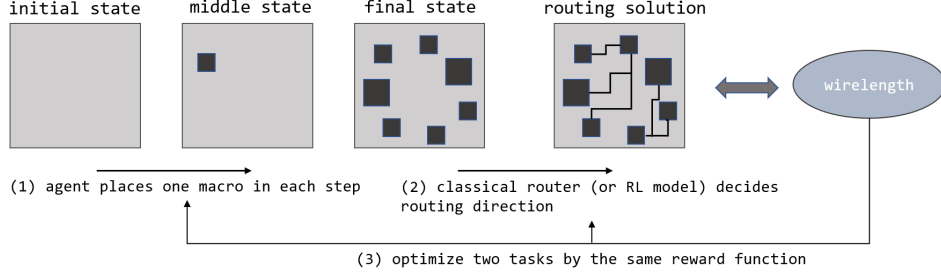 initial state
middle state
final state
routing solution
wirelength
(1) agent places one macro in each step
(2) classical router (or RL model) decides
routing direction
(3) optimize two tasks by the same reward function